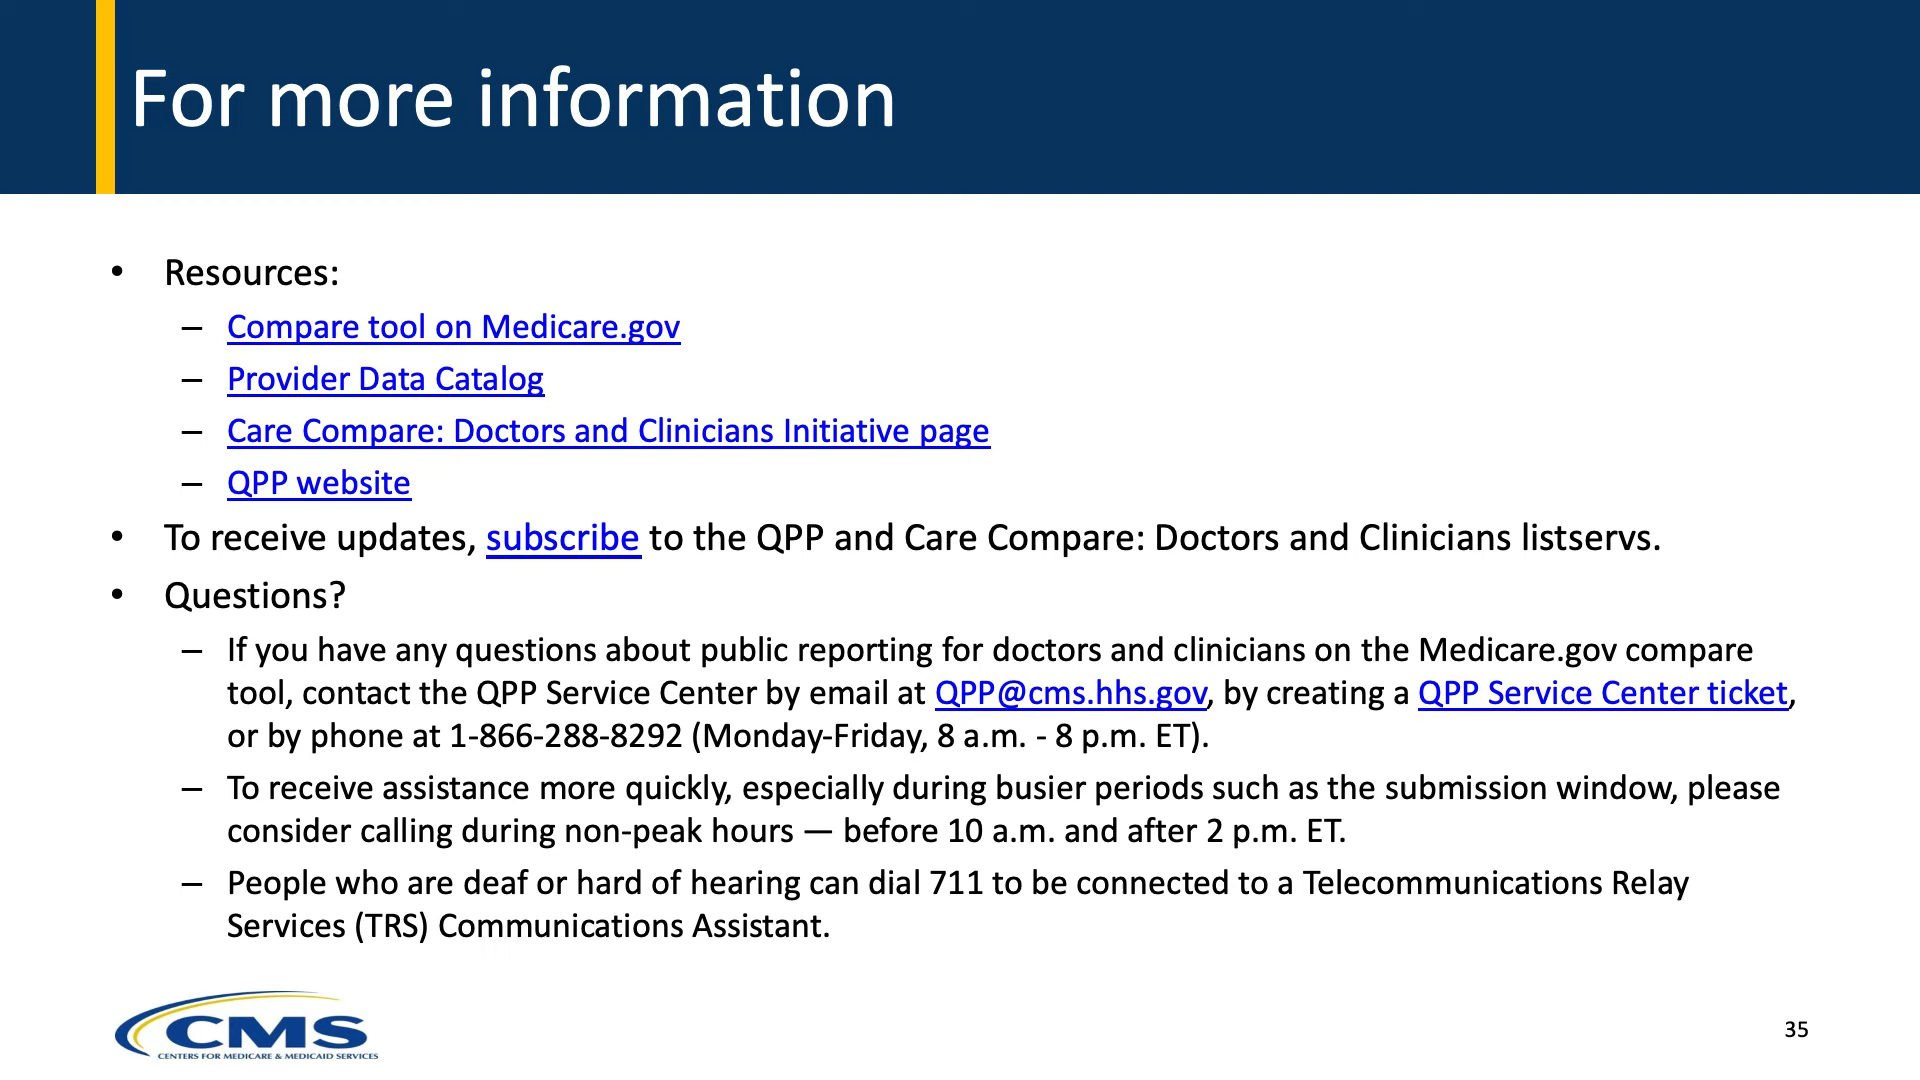 For more information
• Resources:
– Compare tool on Medicare.gov
– Provider Data Catalog
– Care Compare: Doctors and Clinicians Initiative page
– QPP website
• To receive updates, subscribe to the QPP and Care Compare: Doctors and Clinicians listservs.
• Questions?
– If you have any questions about public reporting for doctors and clinicians on the Medicare.gov compare
tool, contact the QPP Service Center by email at QPP@cms.hhs.gov, by creating a QPP Service Center ticket,
or by phone at 1-866-288-8292 (Monday-Friday, 8 a.m. - 8 p.m. ET).
– To receive assistance more quickly, especially during busier periods such as the submission window, please
consider calling during non-peak hours — before 10 a.m. and after 2 p.m. ET.
– People who are deaf or hard of hearing can dial 711 to be connected to a Telecommunications Relay
Services (TRS) Communications Assistant.
CMS
CENTERS FOR MEDICARE & MEDICAID SERVICES
35